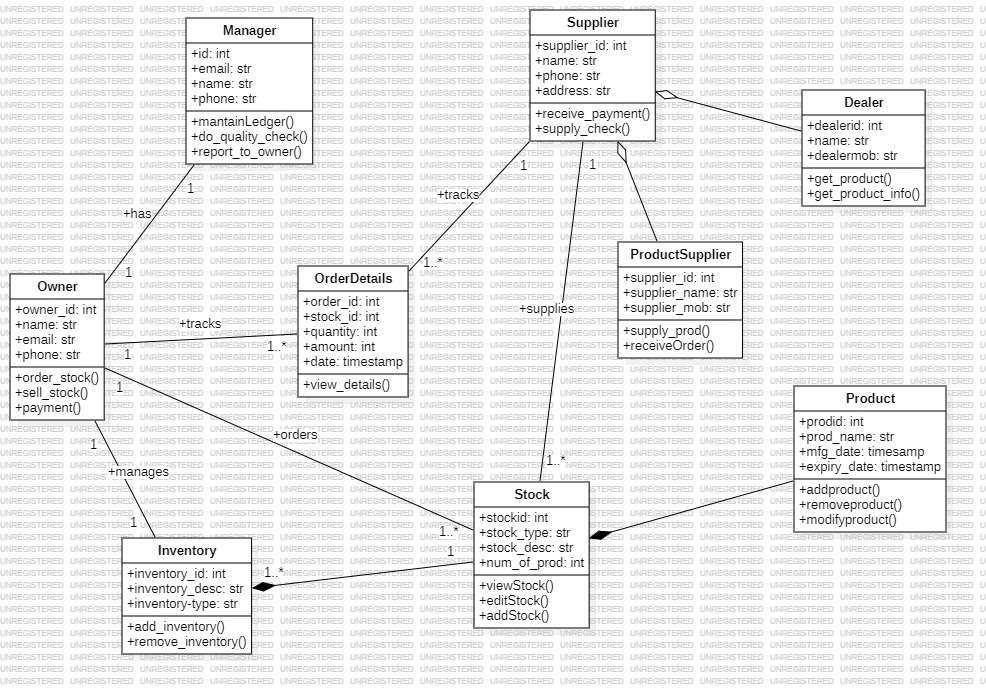 Manager
+id: int
+email: str
+name: str
+phone: str
+mantainLedger()
+do_quality_check()
+report_to_owner()
Supplier
+supplier_id: int
+name: str
+phone: str
+address: str
+receive_payment()
+supply_check()
Dealer
+dealerid: int
+name: str
+dealermob: str
+get_product()
+get_product_info()
1
+has
1
1
+tracks
1..*
1
+supplies
1..*
ProductSupplier
+supplier_id: int
+supplier_name: str
+supplier_mob: str
+supply_prod()
+receiveOrder()
Owner
+owner_id: int
+name: str
+email: str
+phone: str
+order_stock()
+sell_stock()
+payment()
+tracks
1
1..*
OrderDetails
+order_id: int
+stock_id: int
+quantity: int
+amount: int
+date: timestamp
+view_details()
1
+orders
1..*
1
+manages
1
Product
+prodid: int
+prod_name: str
+mfg_date: timesamp
+expiry_date: timestamp
+addproduct()
+removeproduct()
+modifyproduct()
Stock
+stockid: int
+stock_type: str
+stock_desc: str
+num_of_prod: int
+viewStock()
+editStock()
+addStock()
1
1..*
Inventory
+inventory_id: int
+inventory_desc: str
+inventory-type: str
+add_inventory()
+remove_inventory()
UNREGISTERED